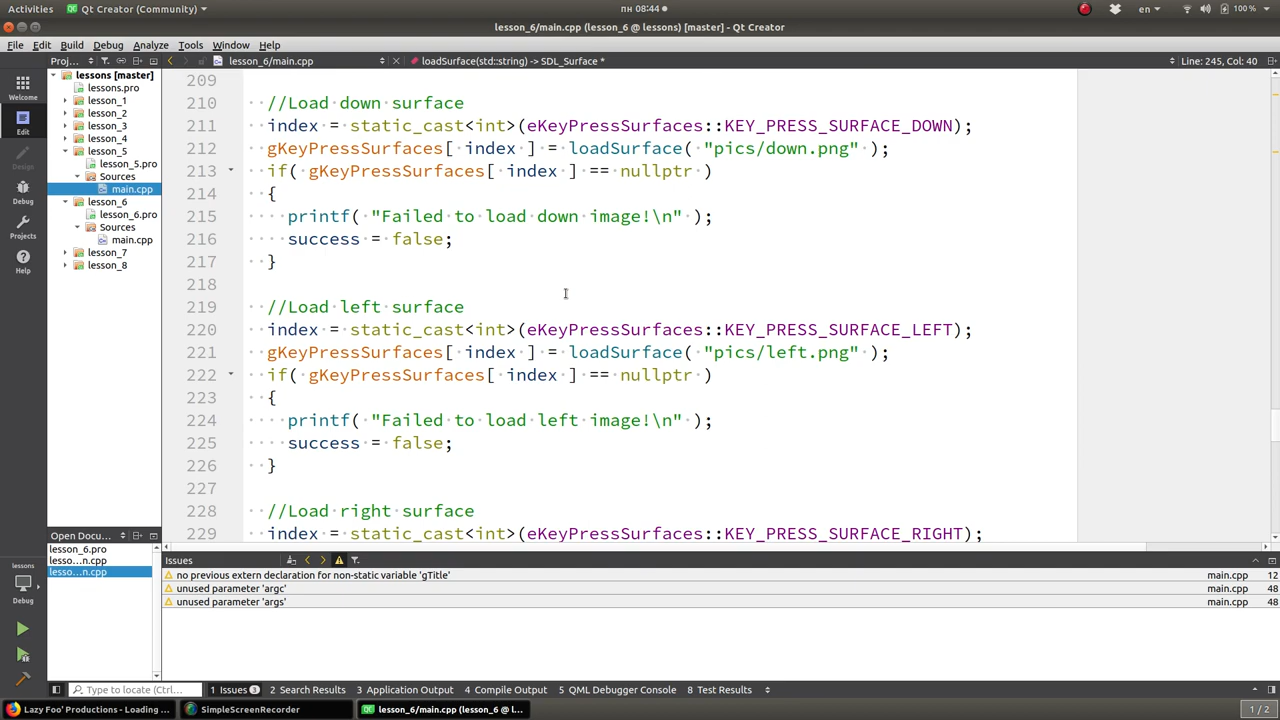 Activities
Qt Creator (Community)
пн 08:44
en
100 %
lesson_6/main.cpp (lesson_6 @ lessons) [master] - Qt Creator
File Edit Build Debug Analyze Tools Window Help
Proj...
lesson_6/main.cpp
loadSurface(std::string) -> SDL_Surface *
Line: 245, Col: 40
Welcome
Edit
Design
Debug
Projects
Help
lessons
Debug
lessons [master]
lessons.pro
lesson_1
lesson_2
lesson_3
lesson_4
lesson_5
lesson_5.pro
Sources
main.cpp
lesson_6
lesson_6.pro
Sources
main.cpp
lesson_7
lesson_8
Open Docu...
lesson_6.pro
lesso...n.cpp
lesso...n.cpp
209
210 //Load down surface
211 index = static_cast<int>(eKeyPressSurfaces::KEY_PRESS_SURFACE_DOWN);
212 gKeyPressSurfaces[ index ] = loadSurface( "pics/down.png" );
213 if( gKeyPressSurfaces[ index ] == nullptr )
214 {
215 printf( "Failed to load down image!\n" );
216 success = false;
217 }
218
219 //Load left surface
220 index = static_cast<int>(eKeyPressSurfaces::KEY_PRESS_SURFACE_LEFT);
221 gKeyPressSurfaces[ index ] = loadSurface( "pics/left.png" );
222 if( gKeyPressSurfaces[ index ] == nullptr )
223 {
224 printf( "Failed to load left image!\n" );
225 success = false;
226 }
227
228 //Load right surface
229 index = static_cast<int>(eKeyPressSurfaces::KEY_PRESS_SURFACE_RIGHT);
Issues
no previous extern declaration for non-static variable 'gTitle' main.cpp 12
unused parameter 'argc' main.cpp 48
unused parameter 'args' main.cpp 48
Type to locate (Ctrl...
1 Issues 3
2 Search Results
3 Application Output
4 Compile Output
5 QML Debugger Console
8 Test Results
Lazy Foo' Productions - Loading ...
SimpleScreenRecorder
lesson_6/main.cpp (lesson_6 @ l...
1 / 2